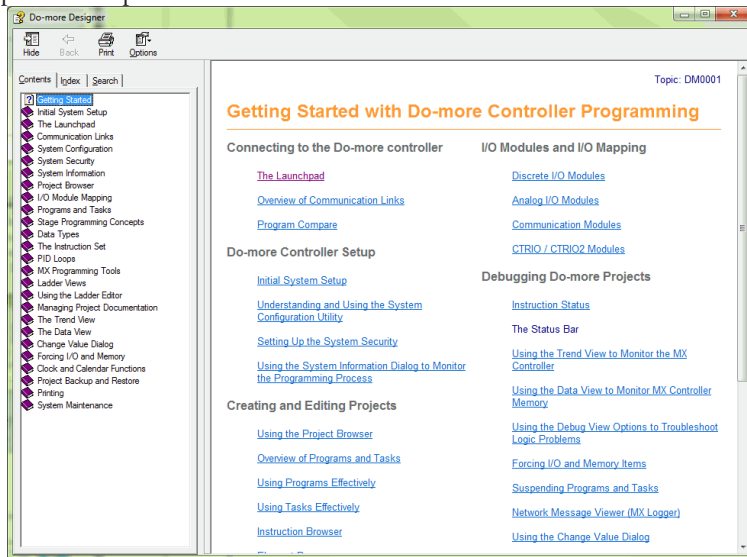 Do-more Designer
Hide Back Print Options
Contents Index Search
Getting Started
Initial System Setup
The Launchpad
Communication Links
System Configuration
System Security
System Information
Project Browser
I/O Module Mapping
Programs and Tasks
Stage Programming Concepts
Data Types
The Instruction Set
PID Loops
MX Programming Tools
Ladder Views
Using the Ladder Editor
Managing Project Documentation
The Trend View
The Data View
Change Value Dialog
Forcing I/O and Memory
Clock and Calendar Functions
Project Backup and Restore
Printing
System Maintenance
Topic: DM0001
Getting Started with Do-more Controller Programming
Connecting to the Do-more controller
The Launchpad
Overview of Communication Links
Program Compare
Do-more Controller Setup
Initial System Setup
Understanding and Using the System
Configuration Utility
Setting Up the System Security
Using the System Information Dialog to Monitor
the Programming Process
Creating and Editing Projects
Using the Project Browser
Overview of Programs and Tasks
Using Programs Effectively
Using Tasks Effectively
Instruction Browser
I/O Modules and I/O Mapping
Discrete I/O Modules
Analog I/O Modules
Communication Modules
CTRIO / CTRIO2 Modules
Debugging Do-more Projects
Instruction Status
The Status Bar
Using the Trend View to Monitor the MX
Controller
Using the Data View to Monitor MX Controller
Memory
Using the Debug View Options to Troubleshoot
Logic Problems
Forcing I/O and Memory Items
Suspending Programs and Tasks
Network Message Viewer (MX Logger)
Using the Change Value Dialog